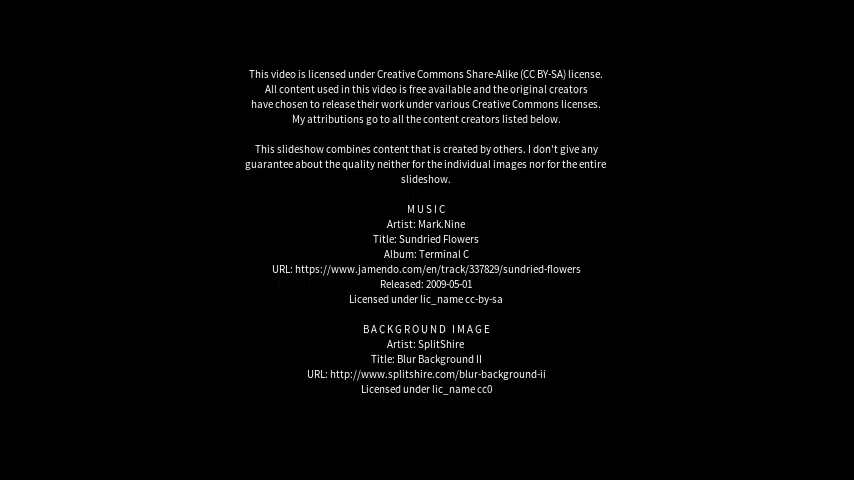 This video is licensed under Creative Commons Share-Alike (CC BY-SA) license.
All content used in this video is free available and the original creators
have chosen to release their work under various Creative Commons licenses.
My attributions go to all the content creators listed below.
This slideshow combines content that is created by others. I don't give any
guarantee about the quality neither for the individual images nor for the entire
slideshow.
MUSIC
Artist: Mark.Nine
Title: Sundried Flowers
Album: Terminal C
URL: https://www.jamendo.com/en/track/337829/sundried-flowers
Released: 2009-05-01
Licensed under lic_name cc-by-sa
BACKGROUND IMAGE
Artist: SplitShire
Title: Blur Background II
URL: http://www.splitshire.com/blur-background-ii
Licensed under lic_name cc0